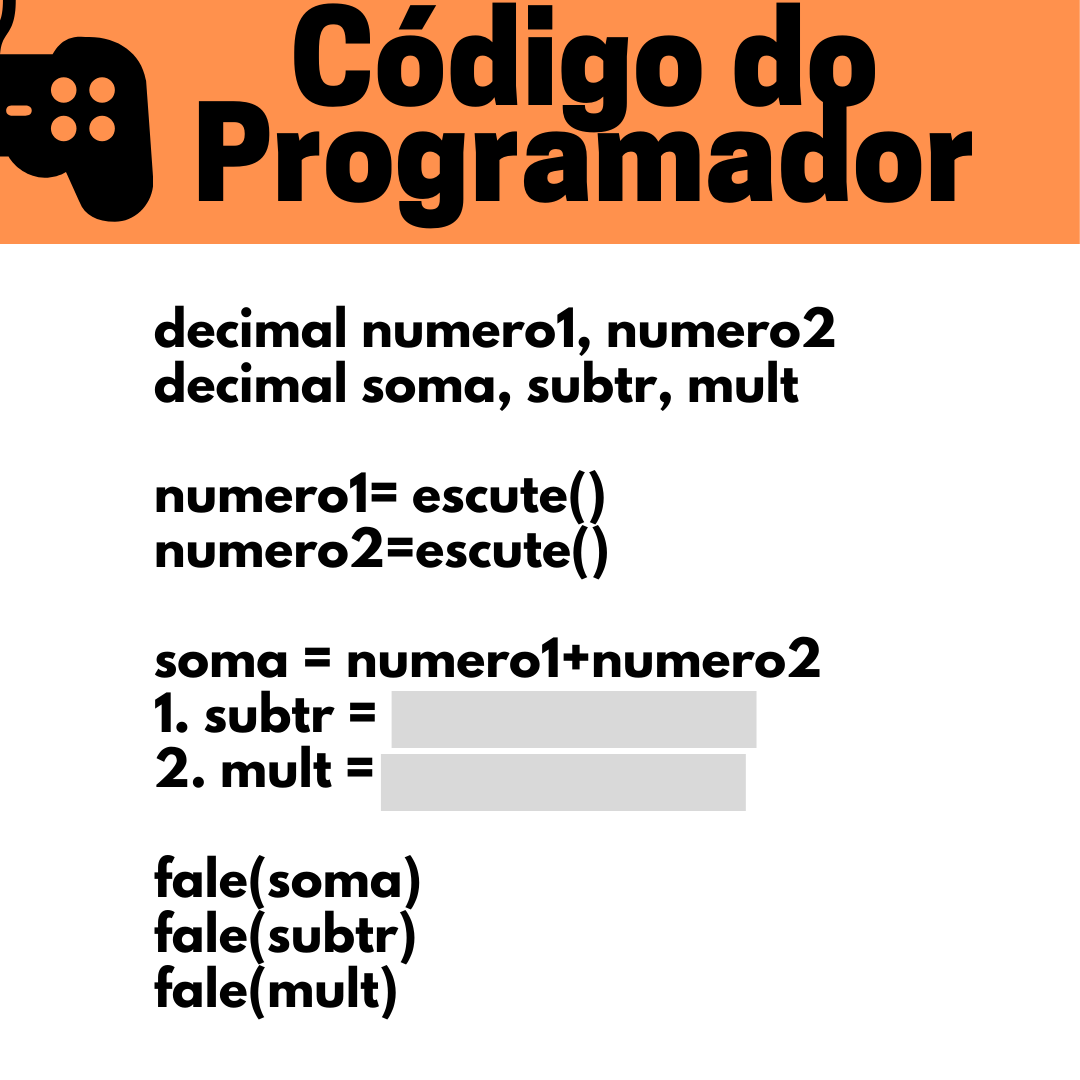 Código do
Programador
decimal numero1, numero2
decimal soma, subtr, mult
numero1= escute()
numero2=escute()
soma = numero1+numero2
1. subtr =
2. mult =
fale(soma)
fale(subtr)
fale(mult)